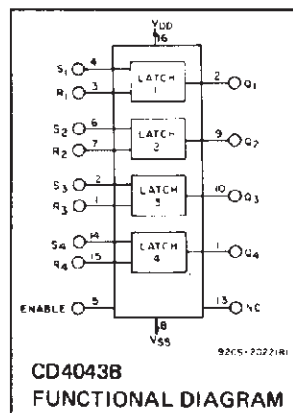 VDD
16
S1 4
R1 3
LATCH
1
2 Q1
S2 6
R2 7
LATCH
2
9 Q2
S3 2
R3 1
LATCH
3
10 Q3
S4 14
R4 15
LATCH
4
1 Q4
ENABLE 5
13 NC
8
VSS
92CS-20221R1
CD4043B
FUNCTIONAL DIAGRAM